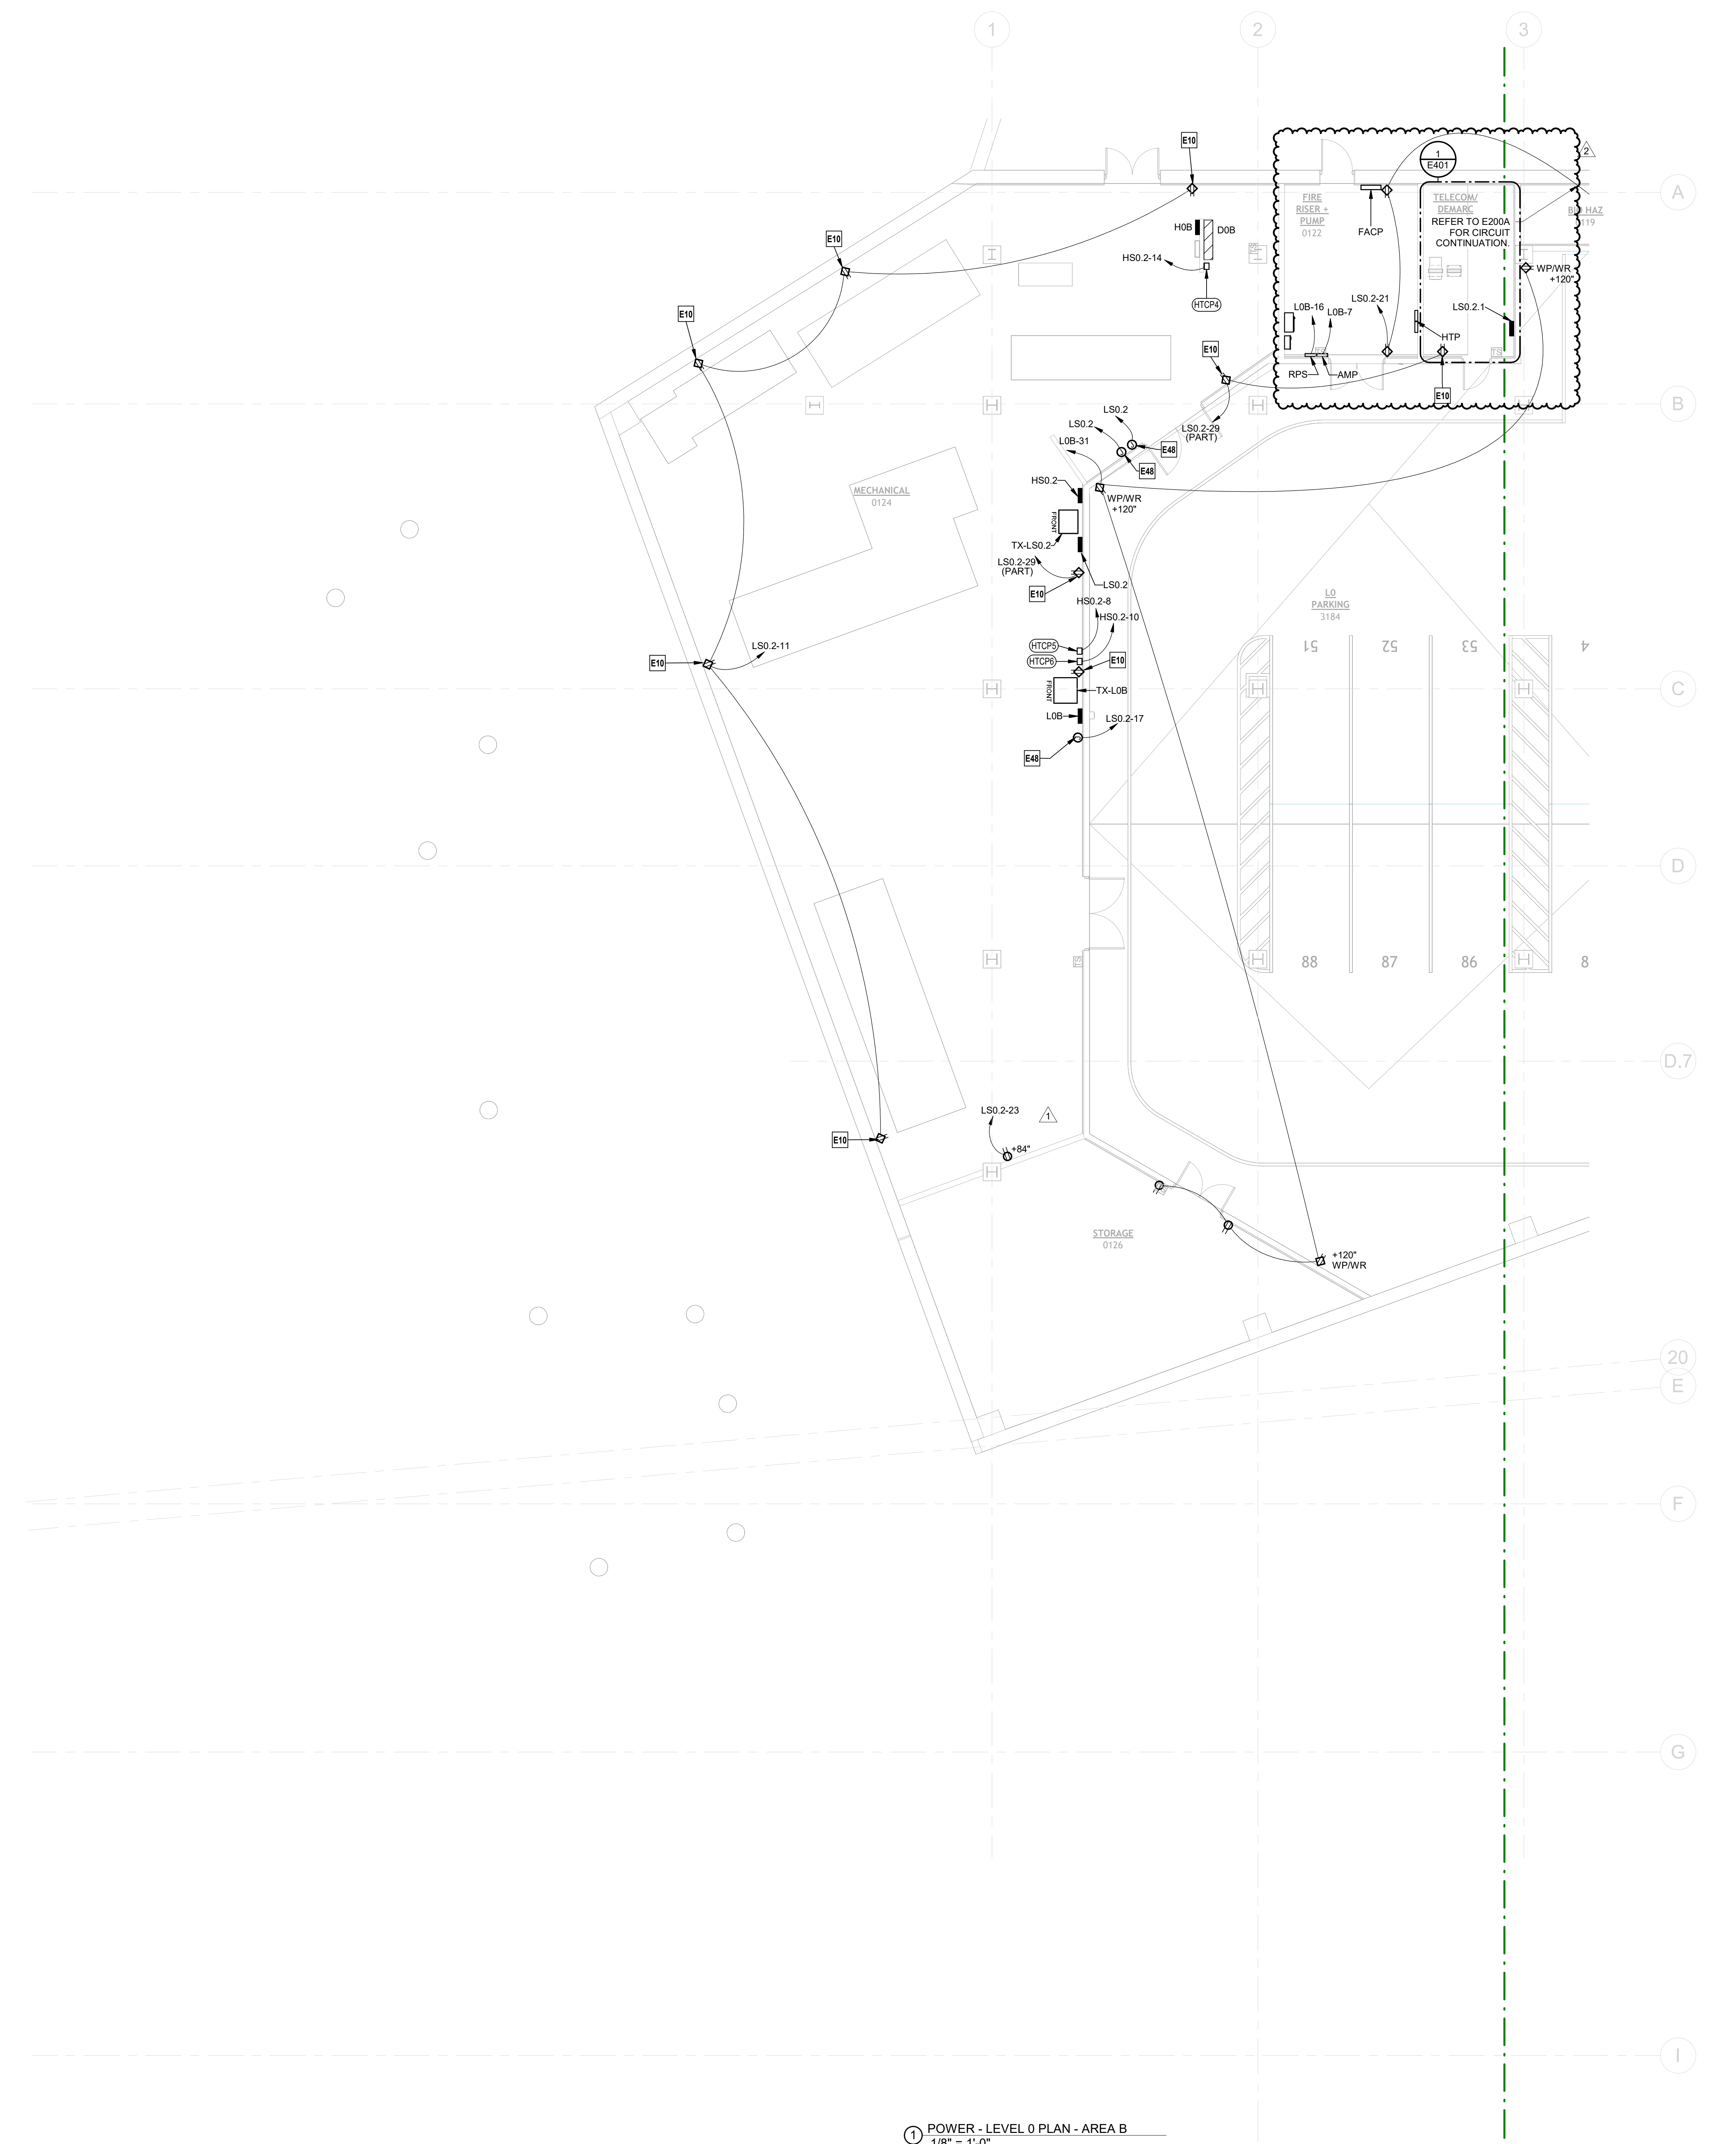 1
2
3
E10
1
E401
2
A
FIRE
RISER +
PUMP
0122
TELECOM/
DEMARC
REFER TO E200A
FOR CIRCUIT
CONTINUATION.
HAZ
119
H0B
D0B
FACP
E10
HS0.2-14
WP/WR
+120"
HTCP4
E10
L0B-16
L0B-7
LS0.2-21
LS0.2.1
HTP
E10
TS
RPS
AMP
E10
B
LS0.2
LS0.2
LS0.2-29
(PART)
L0B-31
E48
E48
HS0.2
MECHANICAL
0124
WP/WR
+120"
FRONT
TX-LS0.2
LS0.2-29
(PART)
LS0.2
E10
HS0.2-8
L0
PARKING
3184
HS0.2-10
HTCP5
HTCP6
E10
51
52
53
4
LS0.2-11
E10
FRONT
TX-L0B
C
L0B
LS0.2-17
E48
D
TS
88
87
86
8
D.7
LS0.2-23
1
E10
+84"
STORAGE
0126
+120"
WP/WR
20
E
F
G
I
1
POWER - LEVEL 0 PLAN - AREA B
1/8" = 1'-0"